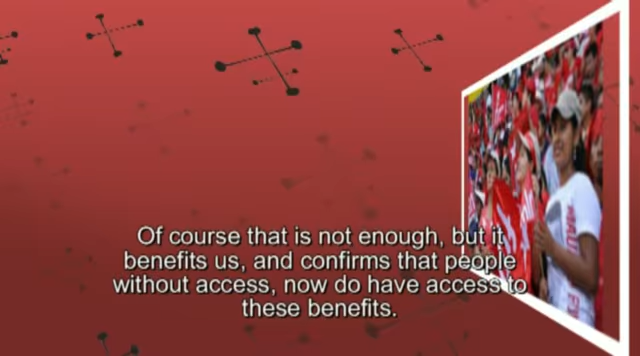 Of course that is not enough, but it
benefits us, and confirms that people
without access, now do have access to
these benefits.